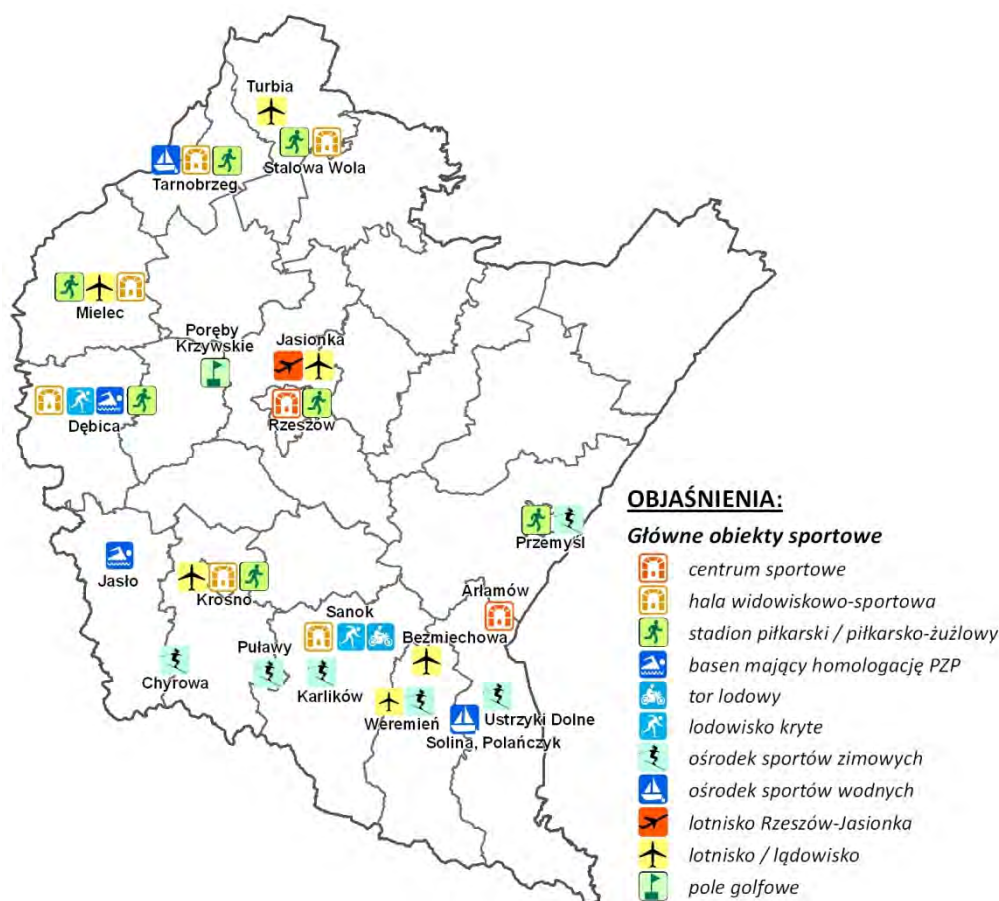 Turbia
Stalowa Wola
Tarnobrzeg
Mielec
Poręby
Krzywskie
Jasionka
Rzeszów
Dębica
Przemyśl
Jasło
Krosno
Arłamów
Sanok
Bezmiechowa
Puławy
Chyrowa
Karlików
Weremień
Ustrzyki Dolne
Solina, Polańczyk
OBJAŚNIENIA:
Główne obiekty sportowe
centrum sportowe
hala widowiskowo-sportowa
stadion piłkarski / piłkarsko-żużlowy
basen mający homologację PZP
tor lodowy
lodowisko kryte
ośrodek sportów zimowych
ośrodek sportów wodnych
lotnisko Rzeszów-Jasionka
lotnisko / lądowisko
pole golfowe